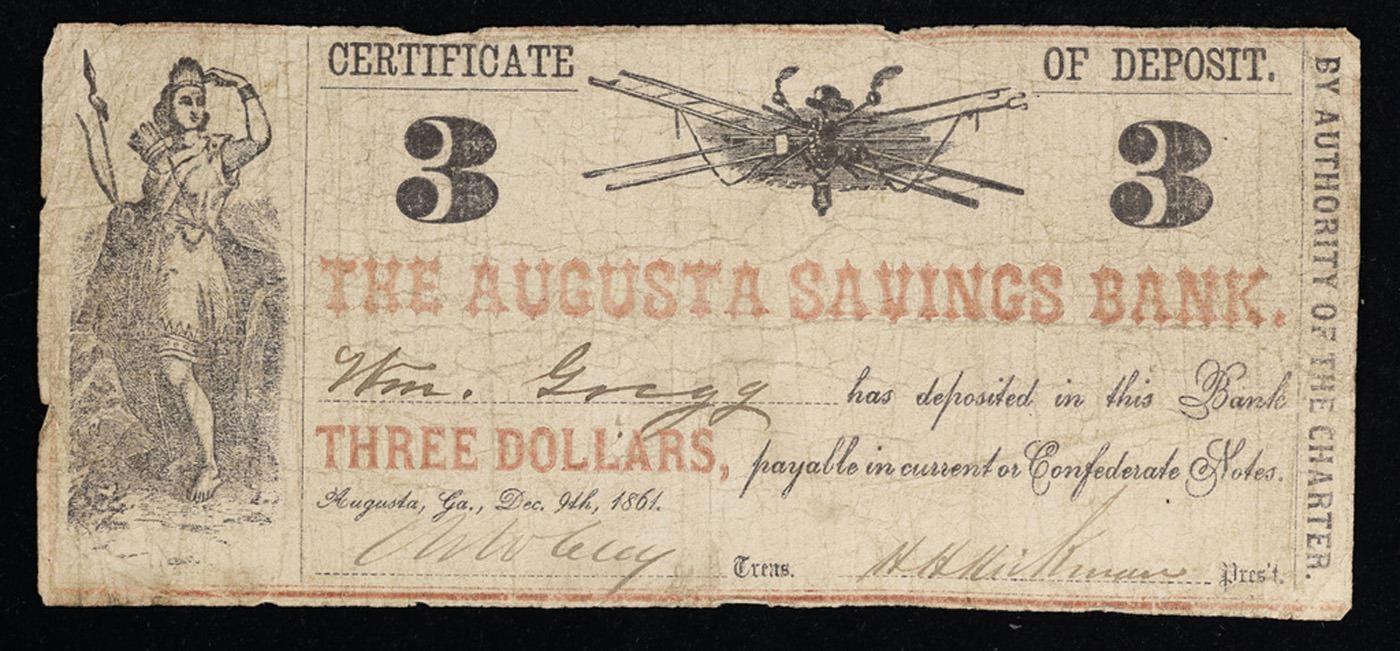 CERTIFICATE OF DEPOSIT.
3 3
THE AUGUSTA SAVINGS BANK.
Wm. Gregg has deposited in this Bank
THREE DOLLARS, payable in current or Confederate Notes.
Augusta, Ga., Dec. 9th, 1861.
Treas. H H Hickman Pres't.
BY AUTHORITY OF THE CHARTER.